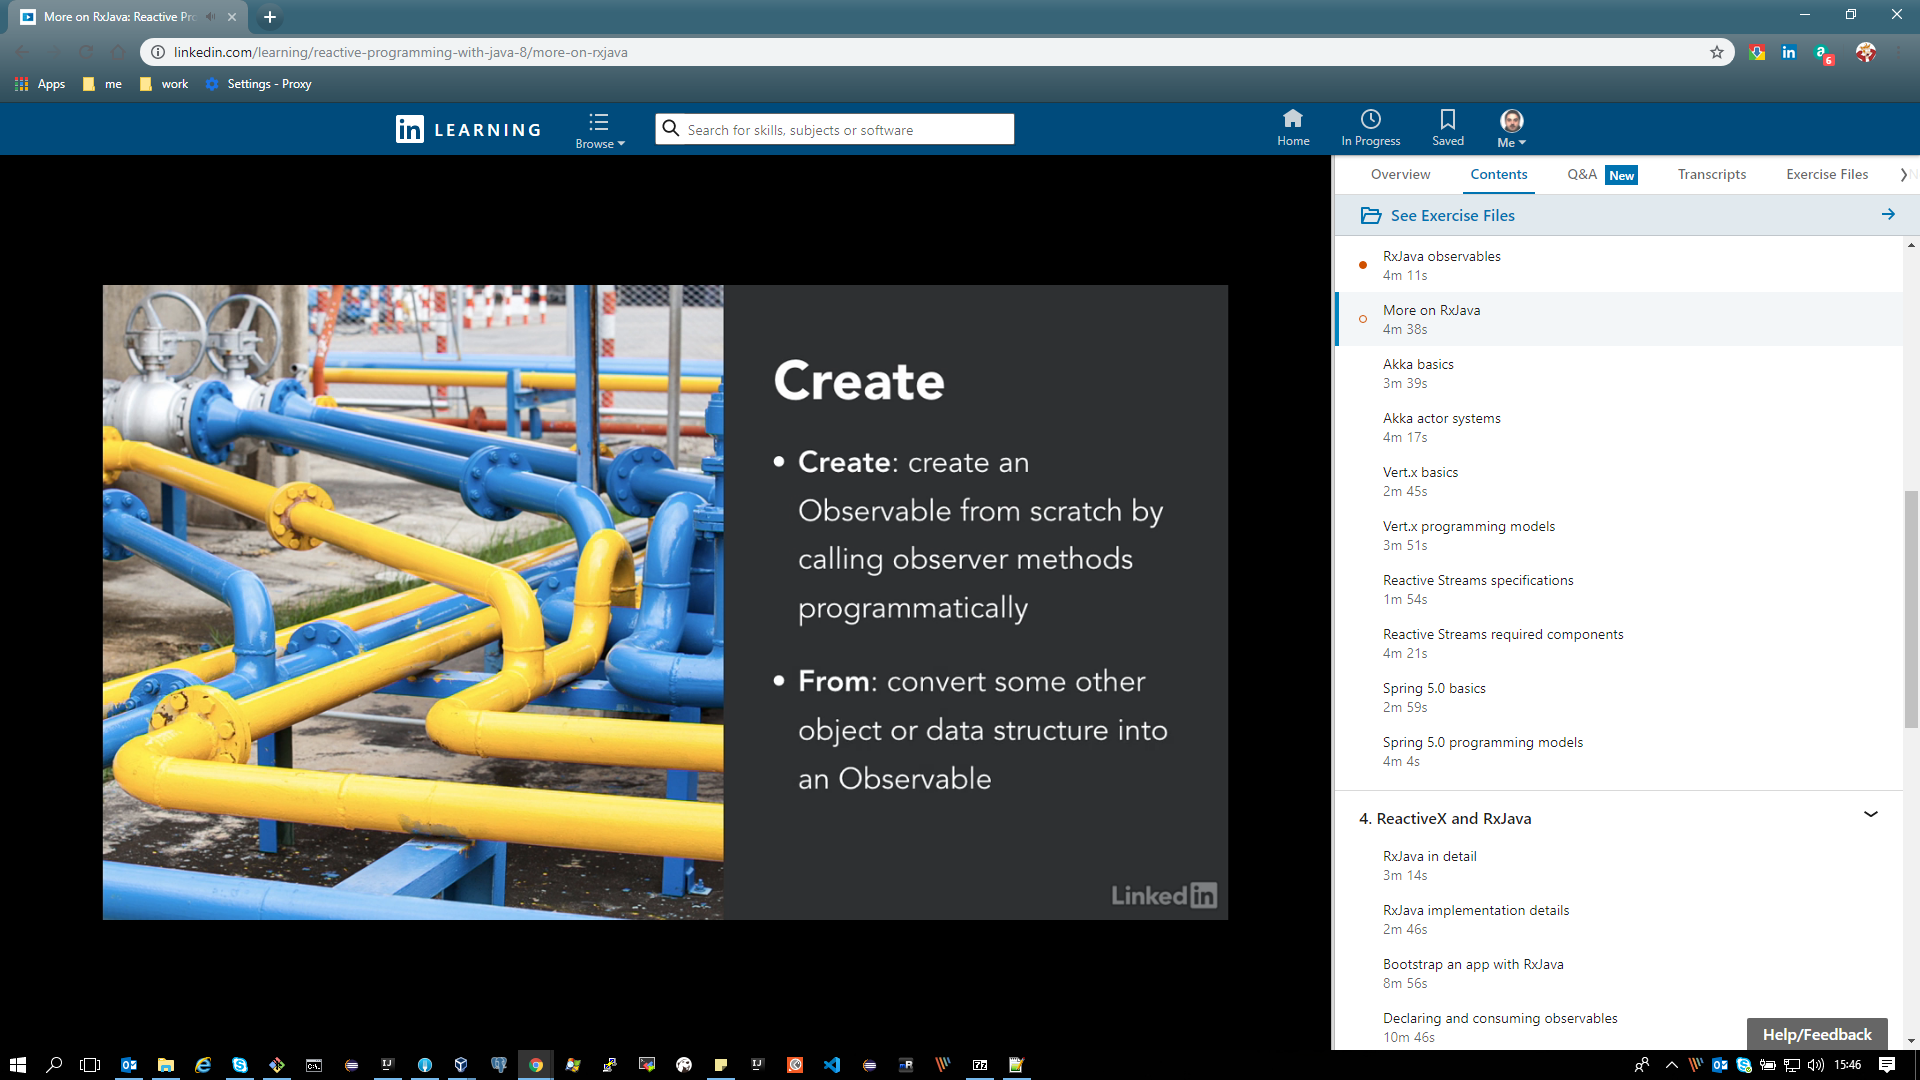 More on RxJava: Reactive Pr
linkedin.com/learning/reactive-programming-with-java-8/more-on-rxjava
6
Apps
me
work
Settings - Proxy
in LEARNING
Browse
Search for skills, subjects or software
Home
In Progress
Saved
Me
Overview
Contents
Q&A New
Transcripts
Exercise Files
See Exercise Files
Create
• Create: create an
Observable from scratch by
calling observer methods
programmatically
• From: convert some other
object or data structure into
an Observable
Linked in
RxJava observables
4m 11s
More on RxJava
4m 38s
Akka basics
3m 39s
Akka actor systems
4m 17s
Vert.x basics
2m 45s
Vert.x programming models
3m 51s
Reactive Streams specifications
1m 54s
Reactive Streams required components
4m 21s
Spring 5.0 basics
2m 59s
Spring 5.0 programming models
4m 4s
4. ReactiveX and RxJava
RxJava in detail
3m 14s
RxJava implementation details
2m 46s
Bootstrap an app with RxJava
8m 56s
Declaring and consuming observables
10m 46s
Help/Feedback
15:46